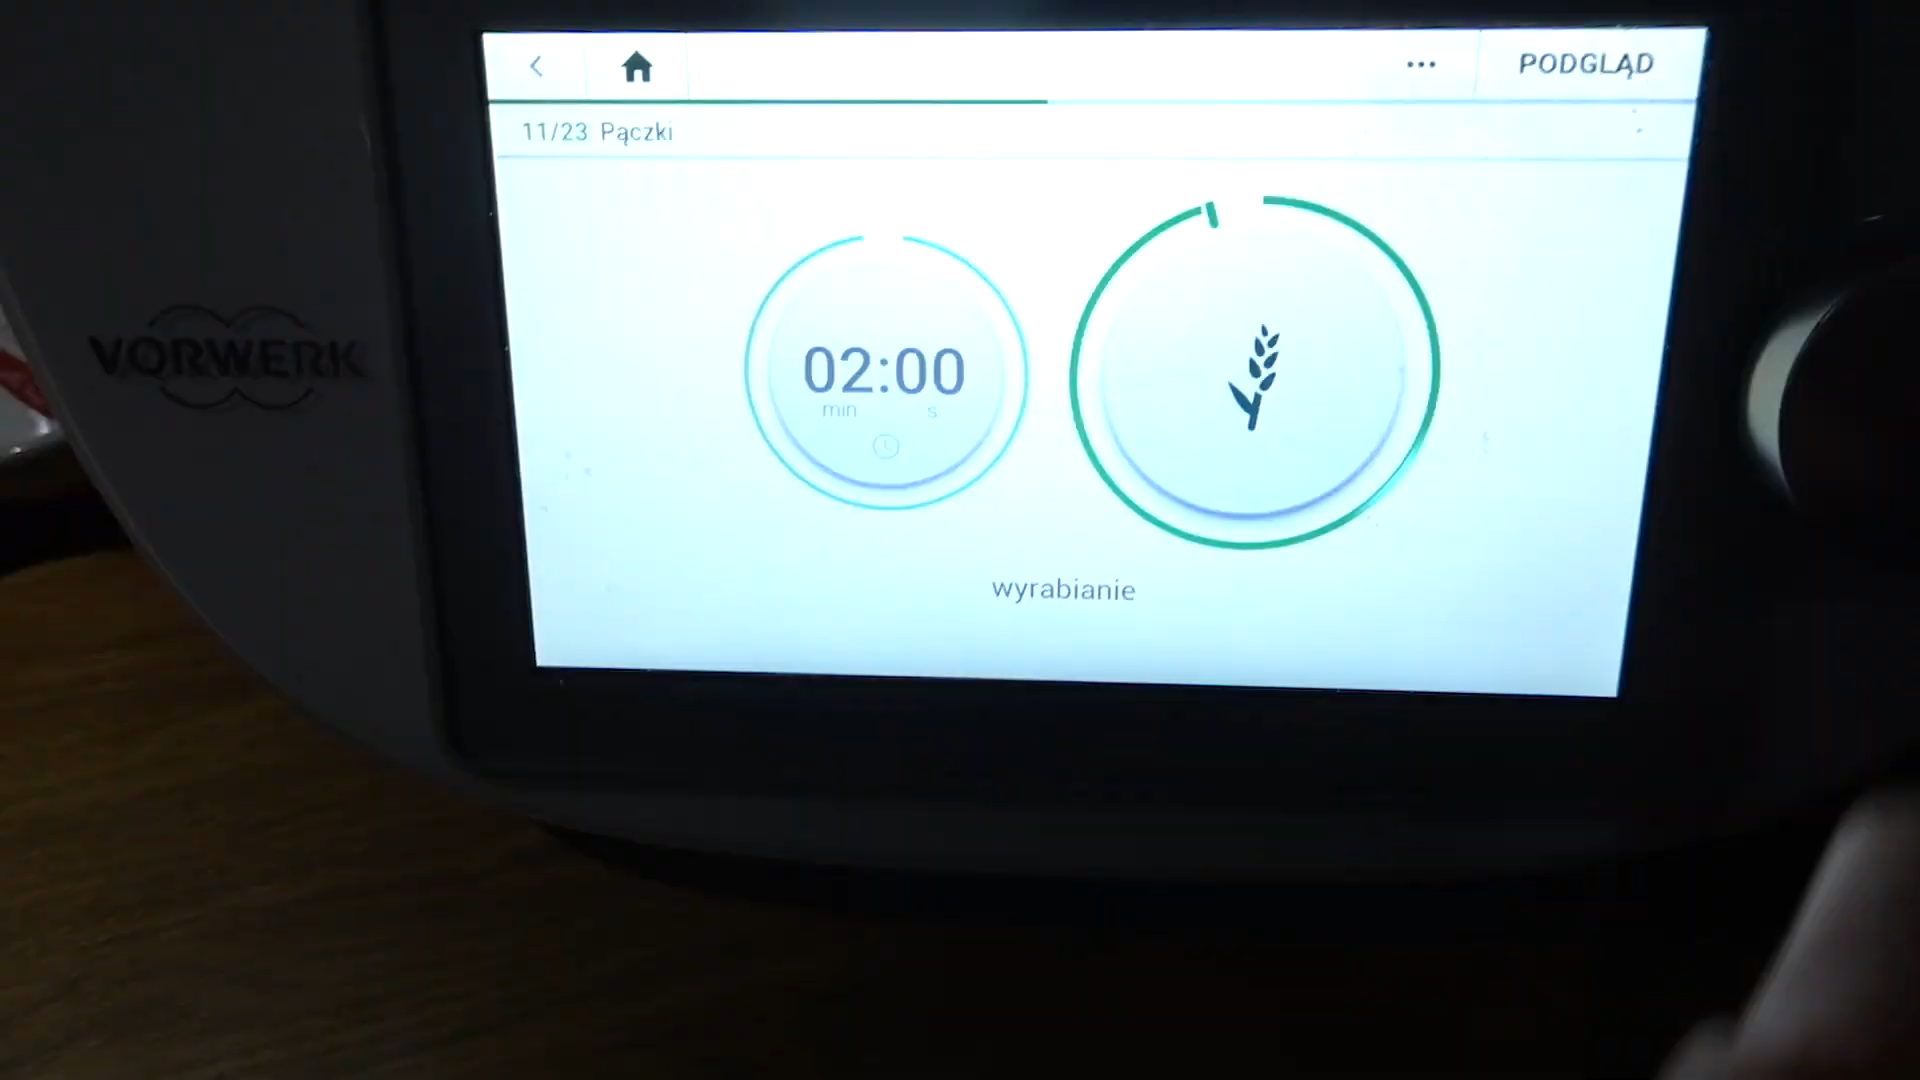 PODGLĄD
11/23 Pączki
VORWERK
02:00
min s
wyrabianie